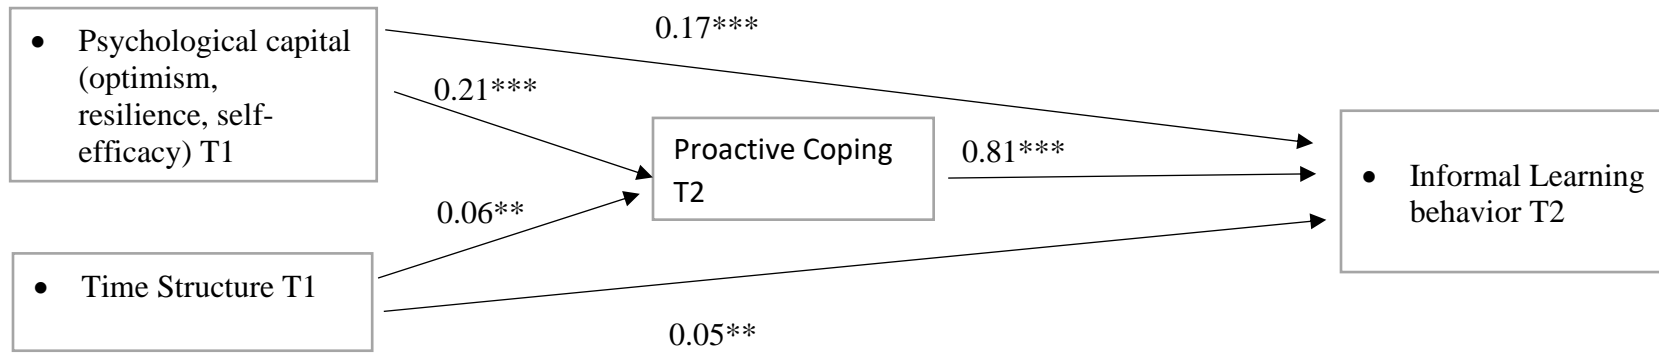 • Psychological capital
(optimism,
resilience, self-
efficacy) T1
0.17***
0.21***
Proactive Coping
T2
0.81***
• Informal Learning
behavior T2
0.06**
• Time Structure T1
0.05**